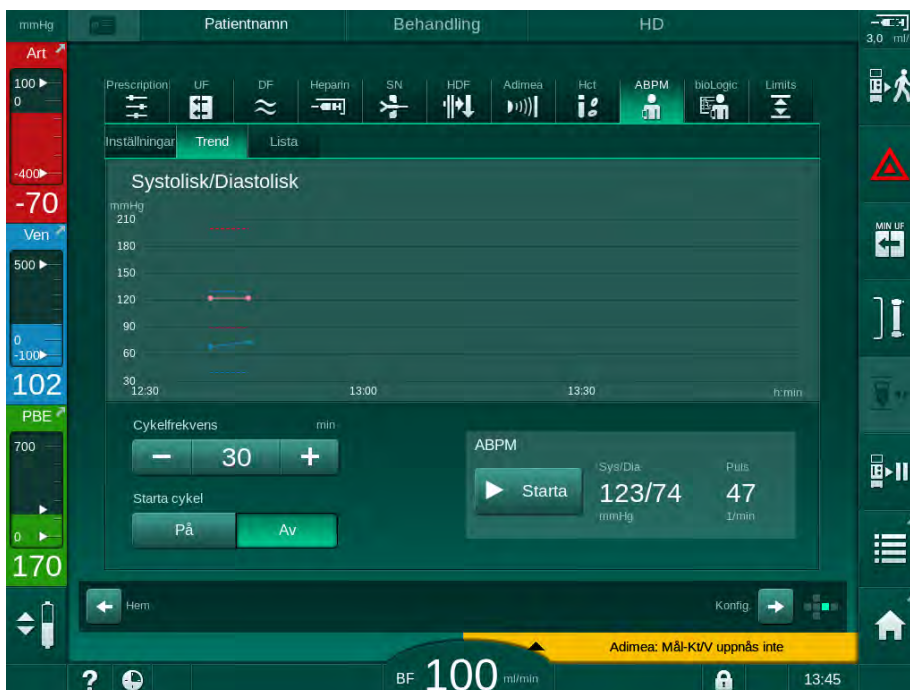 mmHg Patientnamn Behandling HD
3,0 ml/
Art
100
0
-400
-70
Ven
500
0
-100
102
PBE
700
0
170
Prescription UF DF Heparin SN HDF Adimea Hct ABPM bioLogic Limits
Inställningar Trend Lista
Systolisk/Diastolisk
mmHg
210
180
150
120
90
60
30
12:30 13:00 13:30 h:min
Cykelfrekvens min
30
Starta cykel
På Av
ABPM
Starta
Sys/Dia Puls
123/74 47
mmHg 1/min
MIN UF
Hem Konfig.
Adimea: Mål-Kt/V uppnås inte
? BF 100 ml/min 13:45